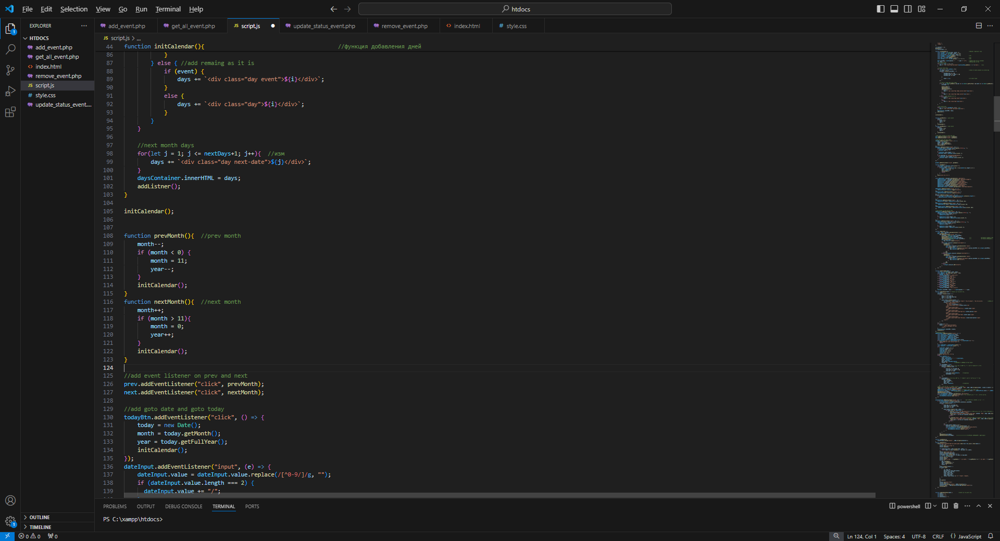 File Edit Selection View Go Run Terminal Help
htdocs
EXPLORER
add_event.php get_all_event.php JS script.js update_status_event.php remove_event.php <> index.html # style.css
HTDOCS
add_event.php
get_all_event.php
<> index.html
remove_event.php
JS script.js
# style.css
update_status_event....
JS script.js > ...
44 function initCalendar(){ //функция добавления дней
86 }
87 } else { //add remaing as it is
88 if (event) {
89 days += `<div class="day event">${i}</div>`;
90 }
91 else {
92 days += `<div class="day">${i}</div>`;
93 }
94 }
95 }
96
97 //next month days
98 for(let j = 1; j <= nextDays+1; j++){ //изм
99 days += `<div class="day next-date">${j}</div>`;
100 }
101 daysContainer.innerHTML = days;
102 addListner();
103 }
104
105 initCalendar();
106
107
108 function prevMonth(){ //prev month
109 month--;
110 if (month < 0) {
111 month = 11;
112 year--;
113 }
114 initCalendar();
115 }
116 function nextMonth(){ //next month
117 month++;
118 if (month > 11){
119 month = 0;
120 year++;
121 }
122 initCalendar();
123 }
124
125 //add event listener on prev and next
126 prev.addEventListener("click", prevMonth);
127 next.addEventListener("click", nextMonth);
128
129 //add goto date and goto today
130 todayBtn.addEventListener("click", () => {
131 today = new Date();
132 month = today.getMonth();
133 year = today.getFullYear();
134 initCalendar();
135 });
136 dateInput.addEventListener("input", (e) => {
137 dateInput.value = dateInput.value.replace(/[^0-9/]/g, "");
138 if (dateInput.value.length === 2) {
139 dateInput.value += "/";
PROBLEMS OUTPUT DEBUG CONSOLE TERMINAL PORTS
powershell
PS C:\xampp\htdocs>
OUTLINE
TIMELINE
0 0 0
Ln 124, Col 1 Spaces: 4 UTF-8 CRLF {} JavaScript